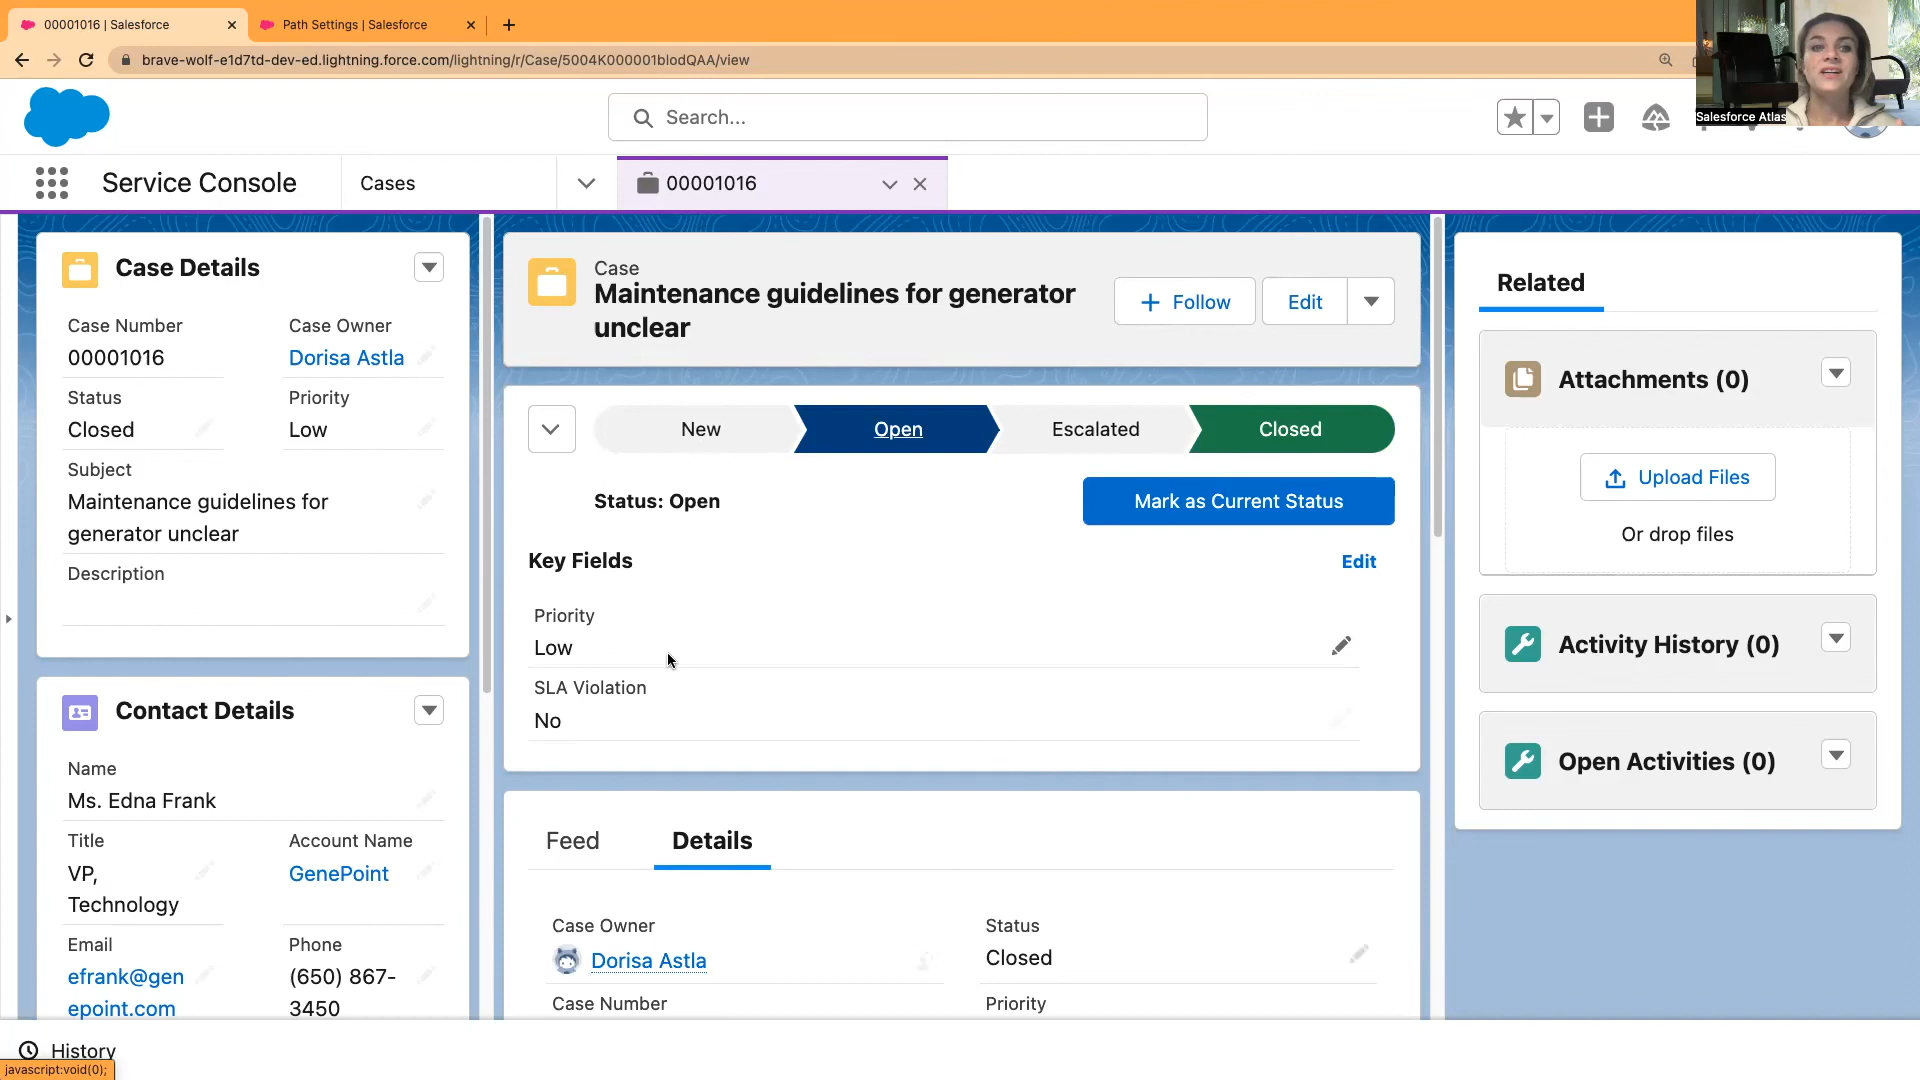 00001016 | Salesforce
Path Settings | Salesforce
brave-wolf-e1d7td-dev-ed.lightning.force.com/lightning/r/Case/5004K000001blodQAA/view
Salesforce Atlas
Search...
Service Console
Cases
00001016
Case Details
Case Number
00001016
Case Owner
Dorisa Astla
Status
Closed
Priority
Low
Subject
Maintenance guidelines for
generator unclear
Description
Contact Details
Name
Ms. Edna Frank
Title
VP,
Technology
Account Name
GenePoint
Email
efrank@gen
epoint.com
Phone
(650) 867-
3450
Case
Maintenance guidelines for generator
unclear
Follow
Edit
New
Open
Escalated
Closed
Status: Open
Mark as Current Status
Key Fields
Edit
Priority
Low
SLA Violation
No
Feed
Details
Case Owner
Dorisa Astla
Status
Closed
Case Number
Priority
Related
Attachments (0)
Upload Files
Or drop files
Activity History (0)
Open Activities (0)
History
javascript:void(0);